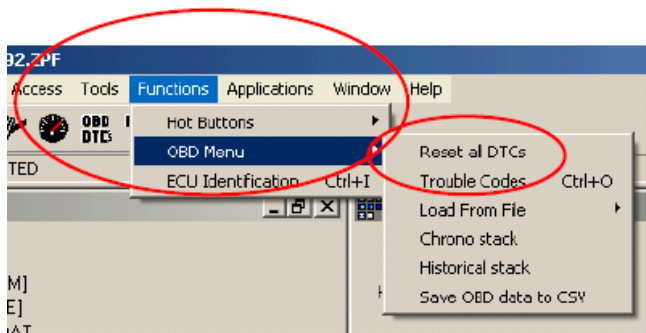 92.ZPF
Access Tools Functions Applications Window Help
OBD
DTCs
Hot Buttons
OBD Menu
Reset all DTCs
TED
ECU Identification Ctrl+I
Trouble Codes Ctrl+O
Load From File
Chrono stack
Historical stack
M]
Save OBD data to CSV
E]